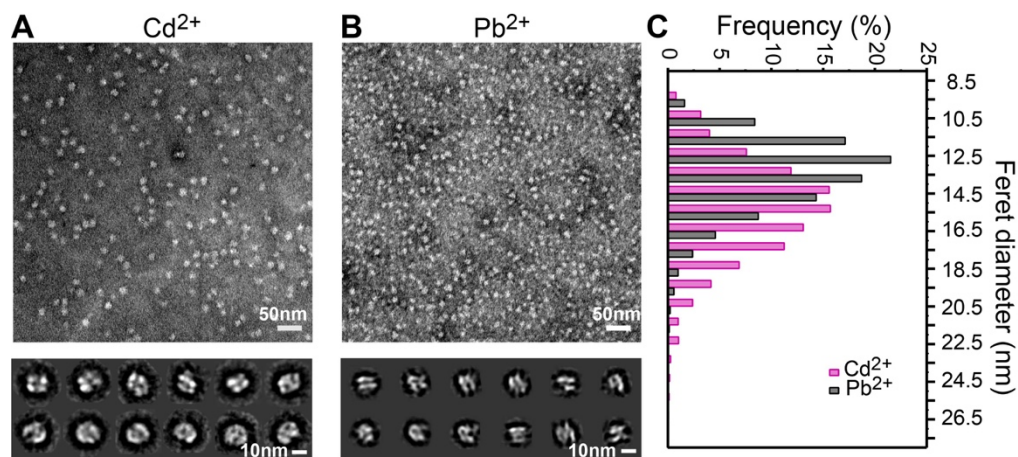 A
Cd²⁺
50nm
10nm
B
Pb²⁺
50nm
10nm
C
Frequency (%)
0 5 10 15 20 25
8.5
10.5
12.5
14.5
16.5
18.5
20.5
22.5
24.5
26.5
Feret diameter (nm)
Cd²⁺
Pb²⁺